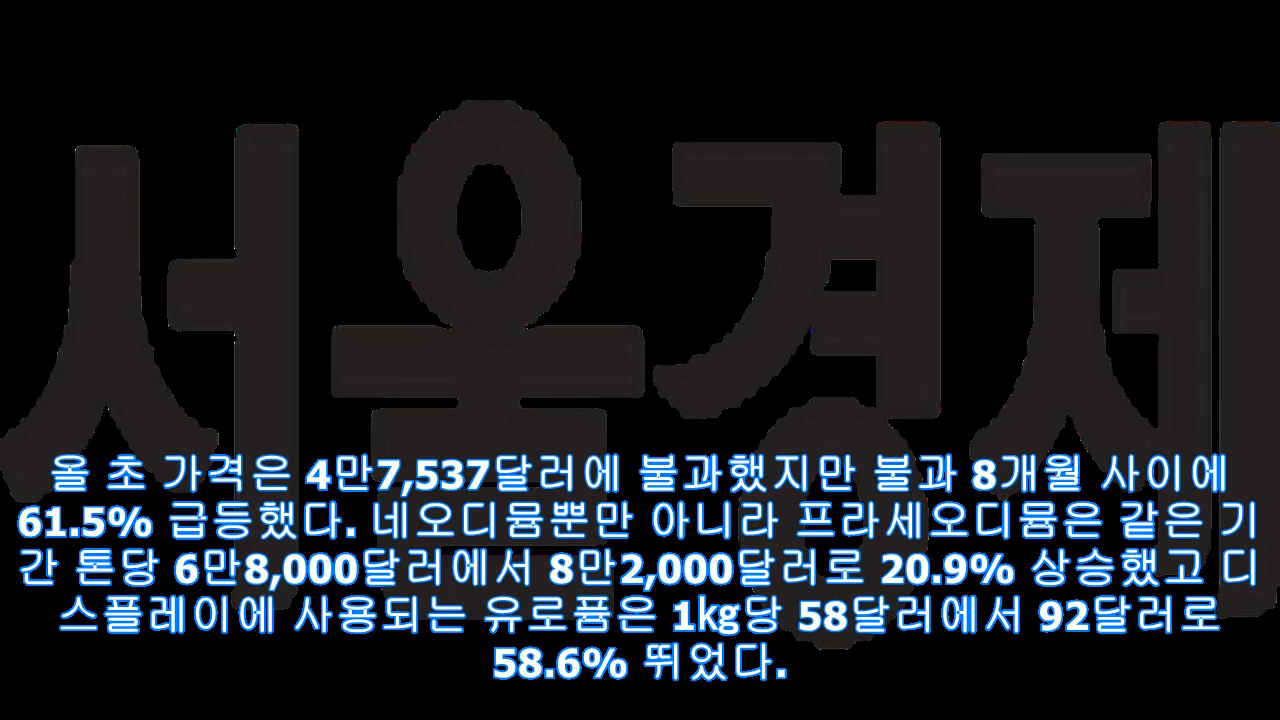 서울경제
올 초 가격은 4만7,537달러에 불과했지만 불과 8개월 사이에
61.5% 급등했다. 네오디뮴뿐만 아니라 프라세오디뮴은 같은 기
간 톤당 6만8,000달러에서 8만2,000달러로 20.9% 상승했고 디
스플레이에 사용되는 유로퓸은 1㎏당 58달러에서 92달러로
58.6% 뛰었다.